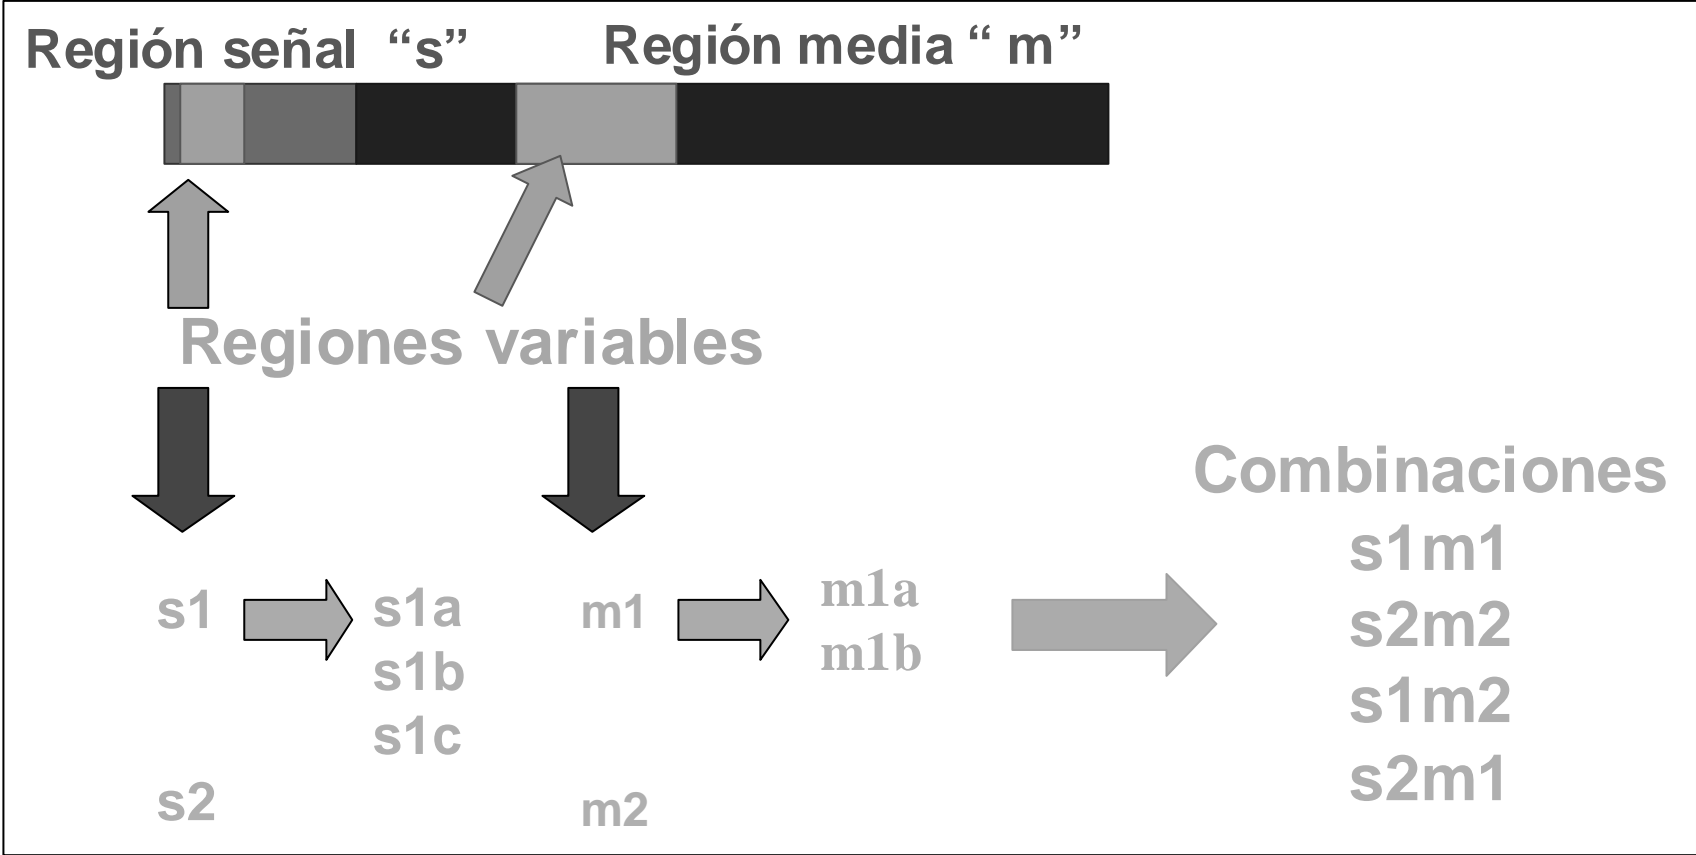 Región señal “s”
Región media “ m”
Regiones variables
s1
s1a
s1b
s1c
s2
m1
m1a
m1b
m2
Combinaciones
s1m1
s2m2
s1m2
s2m1